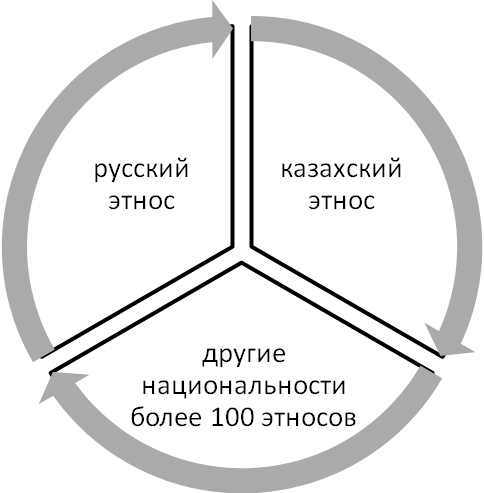 русский
этнос
казахский
этнос
другие
национальности
более 100 этносов